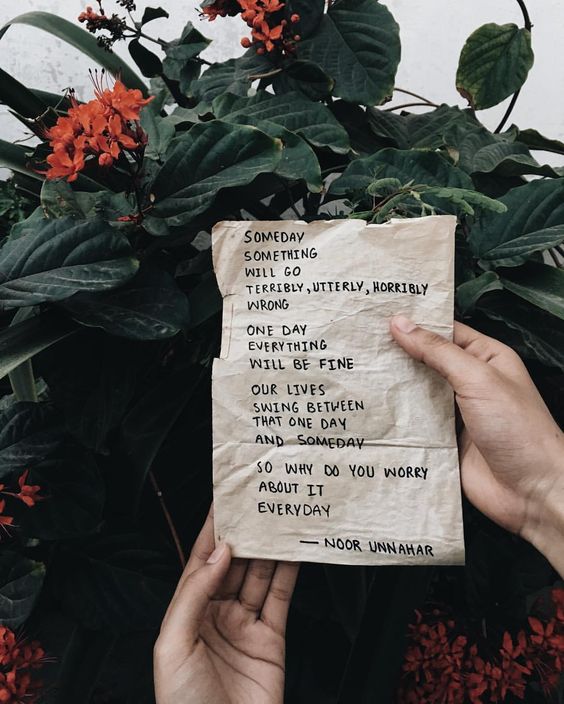 SOMEDAY
SOMETHING
WILL GO
TERRIBLY, UTTERLY, HORRIBLY
WRONG
ONE DAY
EVERYTHING
WILL BE FINE
OUR LIVES
SWING BETWEEN
THAT ONE DAY
AND SOMEDAY
SO WHY DO YOU WORRY
ABOUT IT
EVERYDAY
— NOOR UNNAHAR